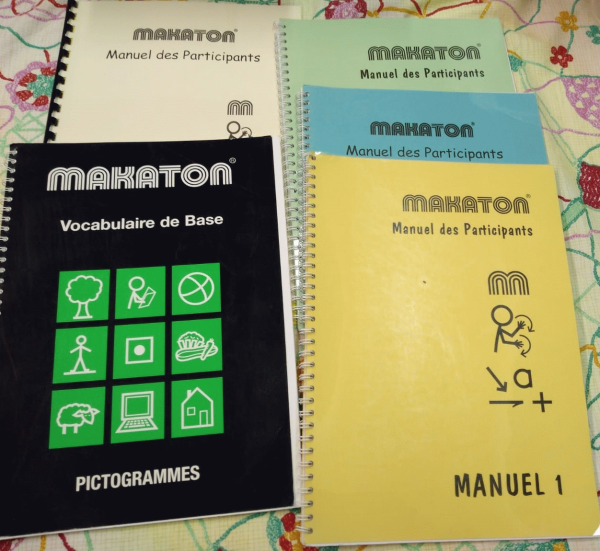 MAKATON®
Manuel des Participants
MAKATON®
Manuel des Participants
MAKATON®
Manuel des Participants
MAKATON®
Vocabulaire de Base
PICTOGRAMMES
MAKATON®
Manuel des Participants
MANUEL 1